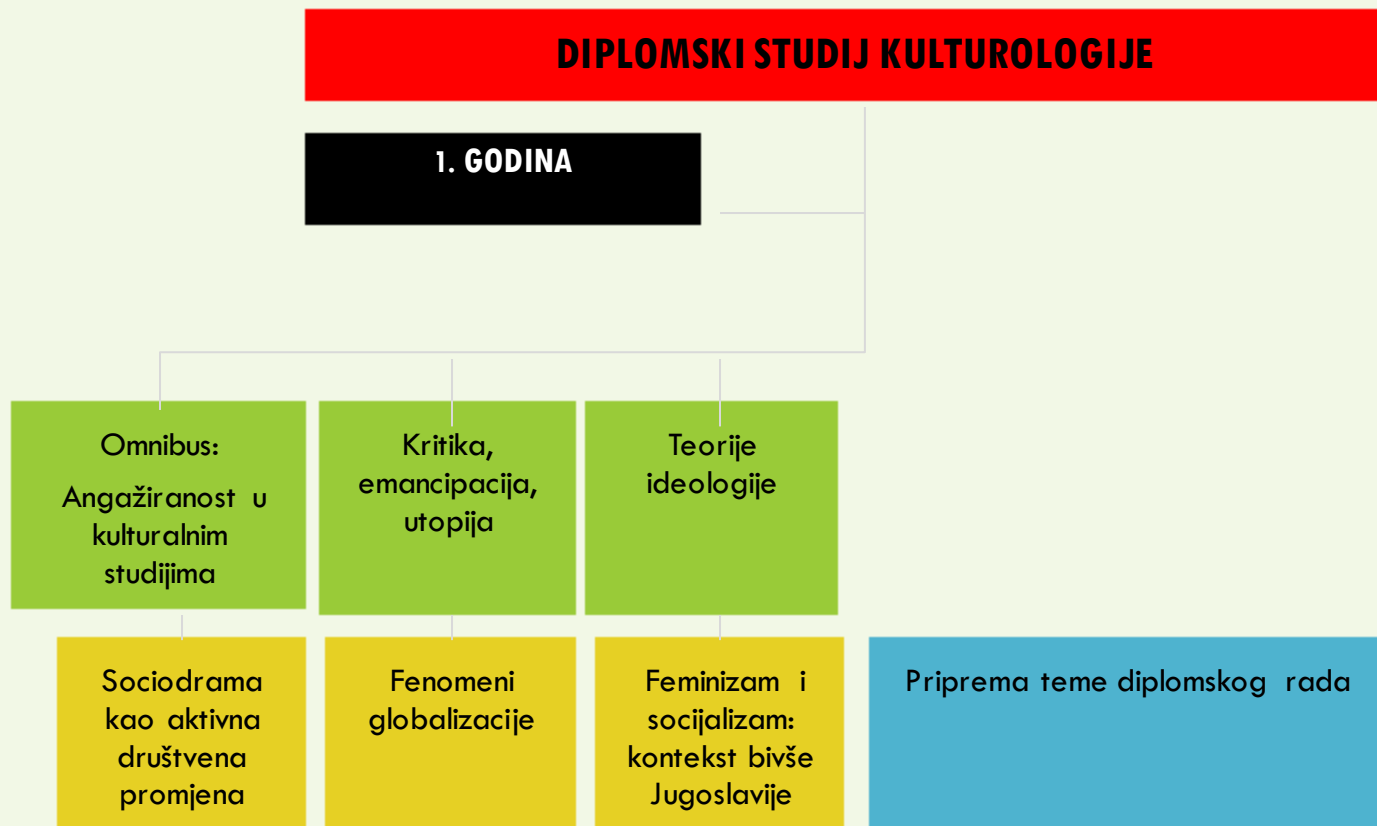 DIPLOMSKI STUDIJ KULTUROLOGIJE
1. GODINA
Omnibus:
Angažiranost u
kulturalnim
studijima
Kritika,
emancipacija,
utopija
Teorije
ideologije
Sociodrama
kao aktivna
društvena
promjena
Fenomeni
globalizacije
Feminizam i
socijalizam:
kontekst bivše
Jugoslavije
Priprema teme diplomskog rada